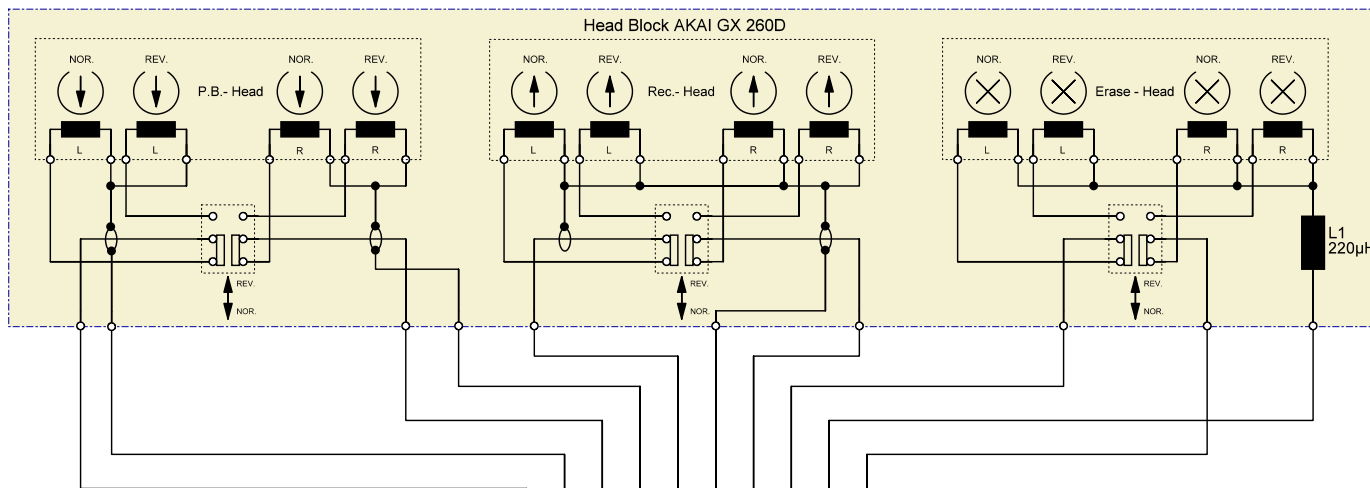 Head Block AKAI GX 260D
NOR. REV. P.B.- Head NOR. REV.
L L R R
REV.
NOR.
NOR. REV. Rec.- Head NOR. REV.
L L R R
REV.
NOR.
NOR. REV. Erase - Head NOR. REV.
L L R R
REV.
NOR.
L1
220µH